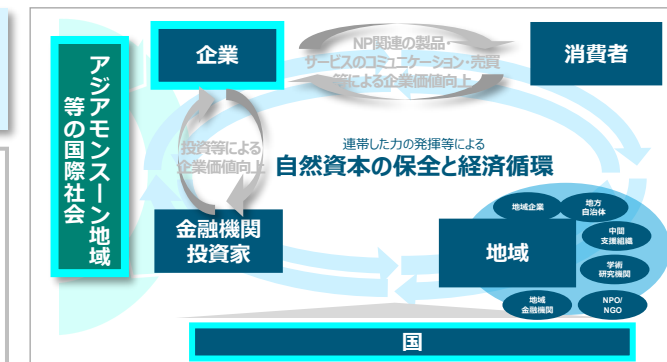 アジアモンスーン地域
等の国際社会
企業
NP関連の製品・
サービスのコミュニケーション・売買
等による企業価値向上
消費者
投資等による
企業価値向上
連帯した力の発揮等による
自然資本の保全と経済循環
金融機関
投資家
地域
地域企業
地方
自治体
中間
支援組織
学術
研究機関
地域
金融機関
NPO/
NGO
国